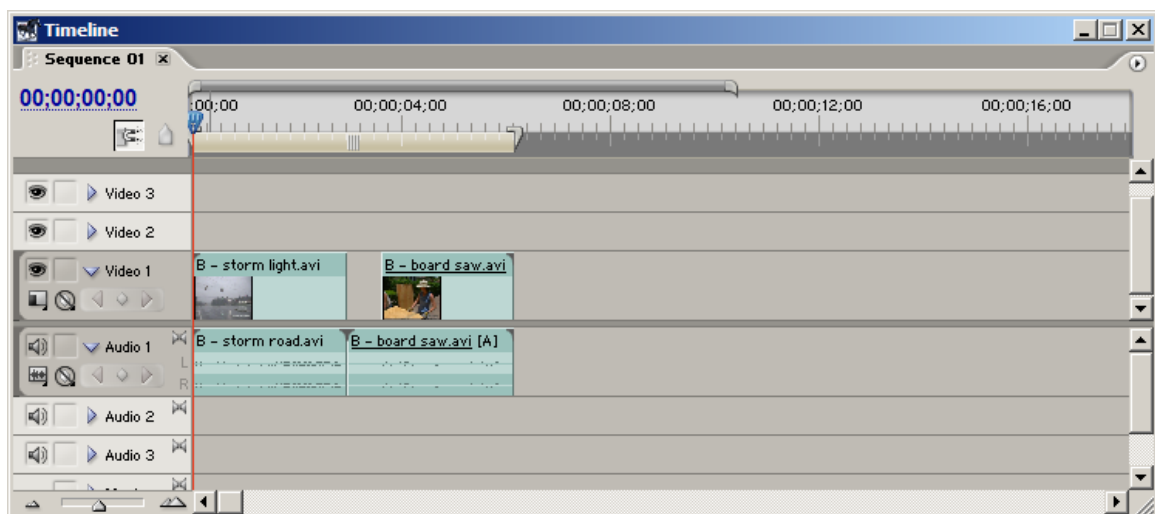 Timeline
Sequence 01
00;00;00;00
:00;00 00;00;04;00 00;00;08;00 00;00;12;00 00;00;16;00
Video 3
Video 2
Video 1
B – storm light.avi B – board saw.avi
Audio 1
B – storm road.avi B – board saw.avi [A]
L
R
Audio 2
Audio 3